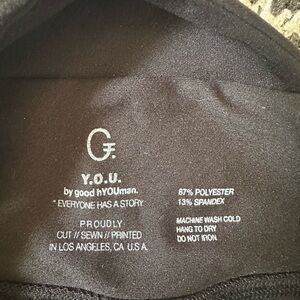 Y.O.U.
by good hYOUman.
"EVERYONE HAS A STORY
PROUDLY
CUT // SEWN // PRINTED
IN LOS ANGELES, CA U.S.A.
87% POLYESTER
13% SPANDEX
MACHINE WASH COLD
HANG TO DRY
DO NOT IRON